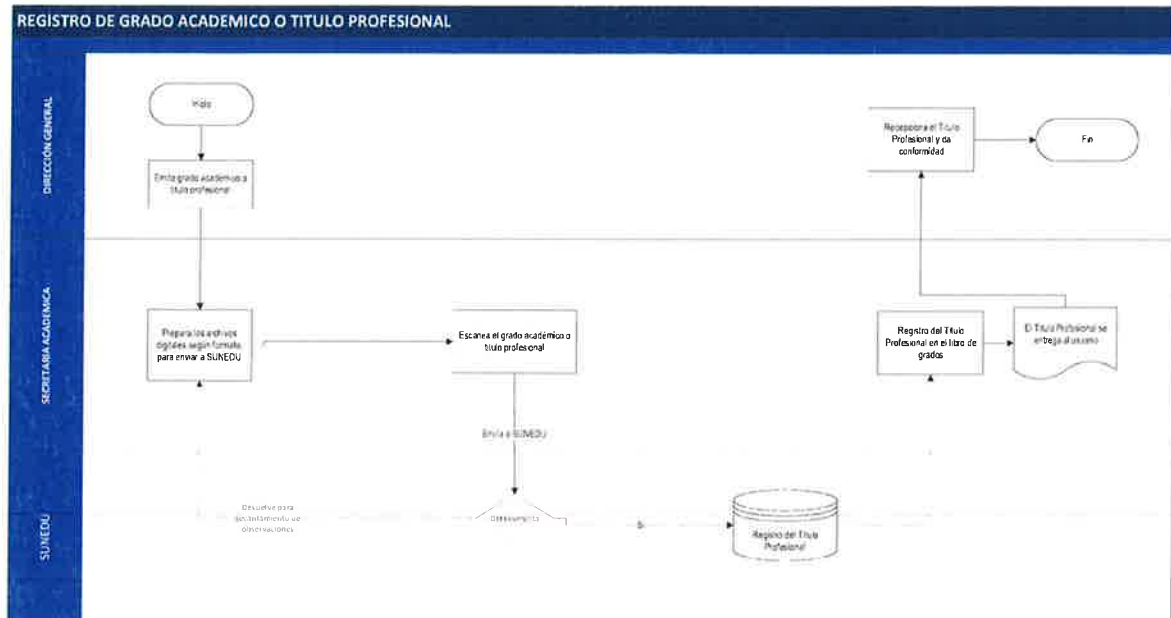 REGISTRO DE GRADO ACADEMICO O TITULO PROFESIONAL
DIRECCIÓN GENERAL
Inicio
Emite grado académico o
título profesional
Recepciona el Título
Profesional y da
conformidad
Fin
SECRETARIA ACADEMICA
Prepara los archivos
digitales según formato
para enviar a SUNEDU
Escanea el grado académico o
título profesional
Registro del Título
Profesional en el libro de
grados
El Título Profesional se
entrega al usuario
Envía a SUNEDU
SUNEDU
Devuelve para
levantamiento de
observaciones
Registro del Título
Profesional